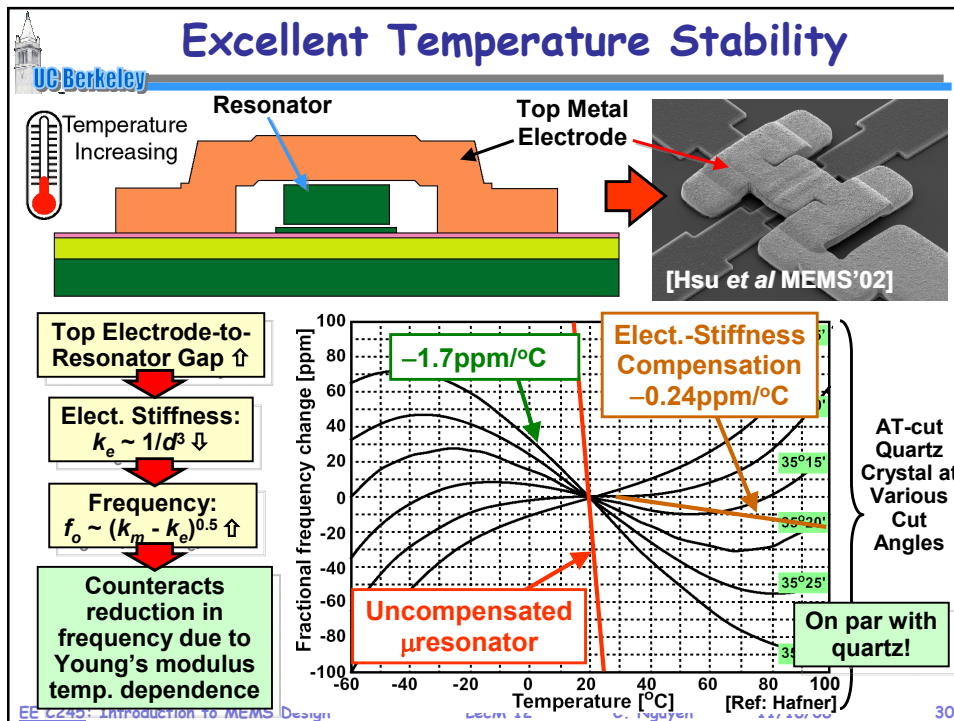 Excellent Temperature Stability
UC Berkeley
Temperature
Increasing
Resonator
Top Metal
Electrode
[Hsu et al MEMS'02]
Top Electrode-to-
Resonator Gap ⇧
Elect. Stiffness:
kₑ ~ 1/d³ ⇩
Frequency:
fₒ ~ (kₘ - kₑ)⁰·⁵ ⇧
Counteracts
reduction in
frequency due to
Young's modulus
temp. dependence
Fractional frequency change [ppm]
100
80
60
40
20
0
-20
-40
-60
-80
-100
-60
-40
-20
0
20
40
60
80
100
Temperature [°C]
[Ref: Hafner]
–1.7ppm/°C
Elect.-Stiffness
Compensation
–0.24ppm/°C
Uncompensated
μresonator
35°15'
35°20'
35°25'
On par with
quartz!
AT-cut
Quartz
Crystal at
Various
Cut
Angles
EE C245: Introduction to MEMS Design
LecM 12
C. Nguyen
30